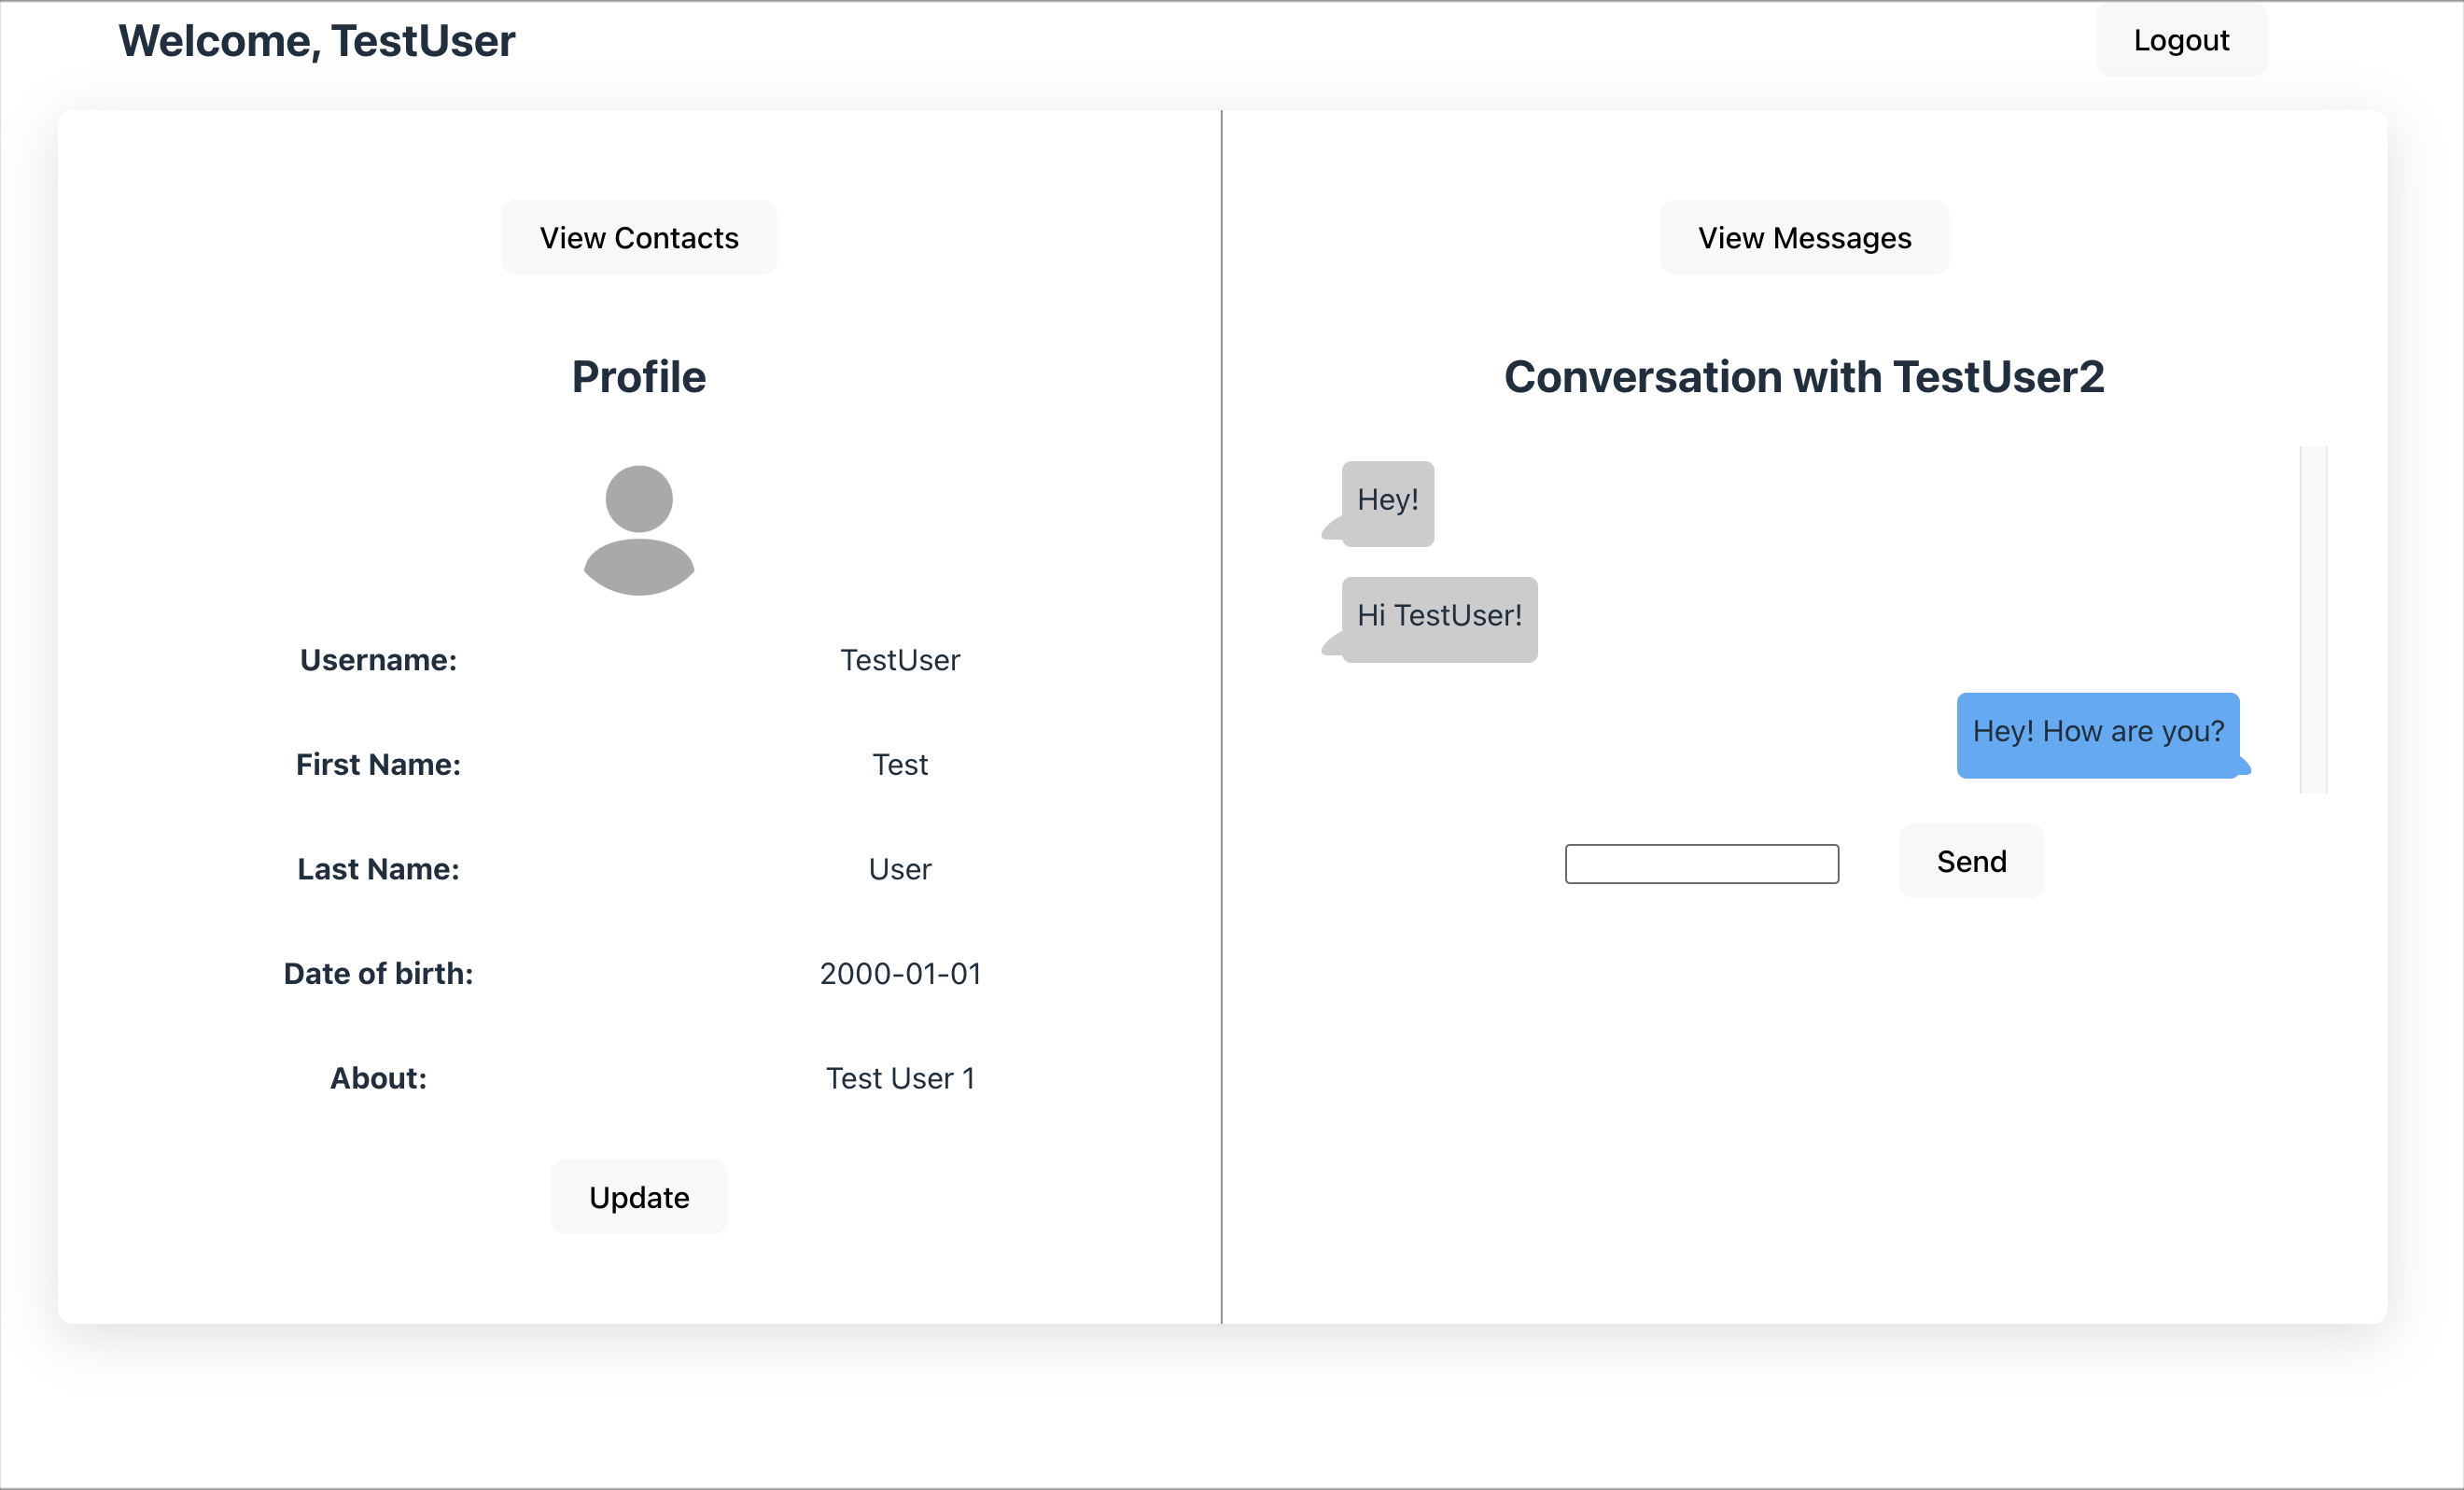 Welcome, TestUser
Logout
View Contacts
Profile
Username: TestUser
First Name: Test
Last Name: User
Date of birth: 2000-01-01
About: Test User 1
Update
View Messages
Conversation with TestUser2
Hey!
Hi TestUser!
Hey! How are you?
Send